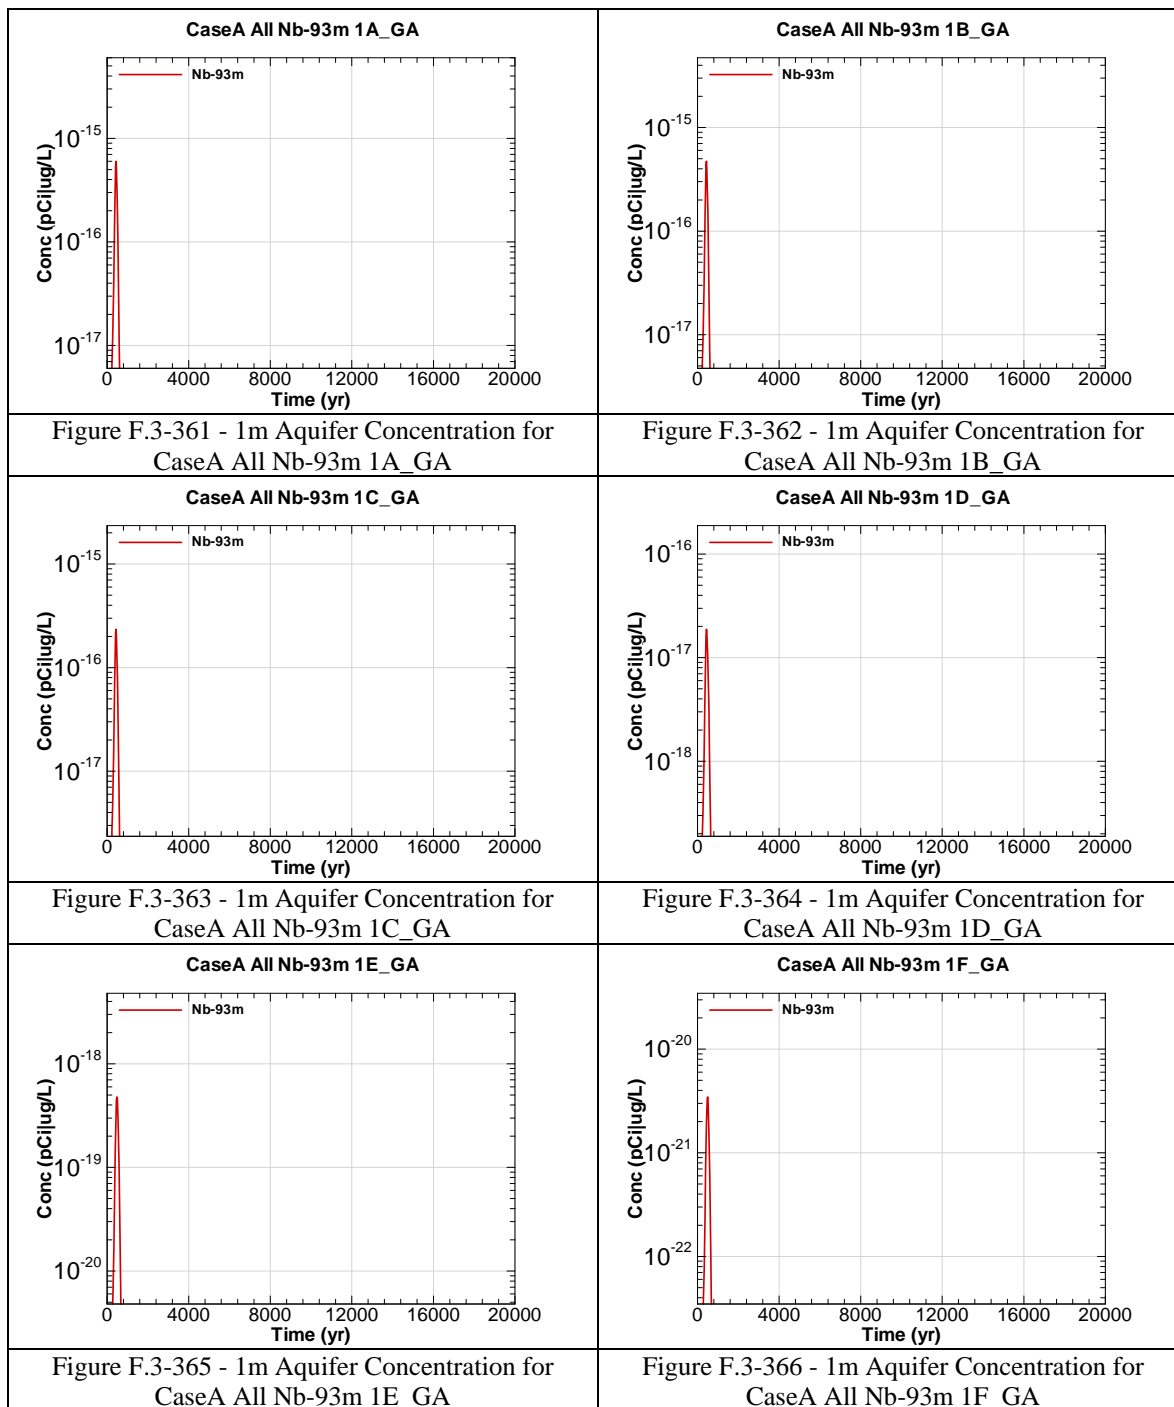 CaseA All Nb-93m 1A_GA
Nb-93m
Conc (pCi|ug/L)
10-15
10-16
10-17
0 4000 8000 12000 16000 20000
Time (yr)
Figure F.3-361 - 1m Aquifer Concentration for
CaseA All Nb-93m 1A_GA
CaseA All Nb-93m 1B_GA
Nb-93m
Conc (pCi|ug/L)
10-15
10-16
10-17
0 4000 8000 12000 16000 20000
Time (yr)
Figure F.3-362 - 1m Aquifer Concentration for
CaseA All Nb-93m 1B_GA
CaseA All Nb-93m 1C_GA
Nb-93m
Conc (pCi|ug/L)
10-15
10-16
10-17
0 4000 8000 12000 16000 20000
Time (yr)
Figure F.3-363 - 1m Aquifer Concentration for
CaseA All Nb-93m 1C_GA
CaseA All Nb-93m 1D_GA
Nb-93m
Conc (pCi|ug/L)
10-16
10-17
10-18
0 4000 8000 12000 16000 20000
Time (yr)
Figure F.3-364 - 1m Aquifer Concentration for
CaseA All Nb-93m 1D_GA
CaseA All Nb-93m 1E_GA
Nb-93m
Conc (pCi|ug/L)
10-18
10-19
10-20
0 4000 8000 12000 16000 20000
Time (yr)
Figure F.3-365 - 1m Aquifer Concentration for
CaseA All Nb-93m 1E_GA
CaseA All Nb-93m 1F_GA
Nb-93m
Conc (pCi|ug/L)
10-20
10-21
10-22
0 4000 8000 12000 16000 20000
Time (yr)
Figure F.3-366 - 1m Aquifer Concentration for
CaseA All Nb-93m 1F_GA